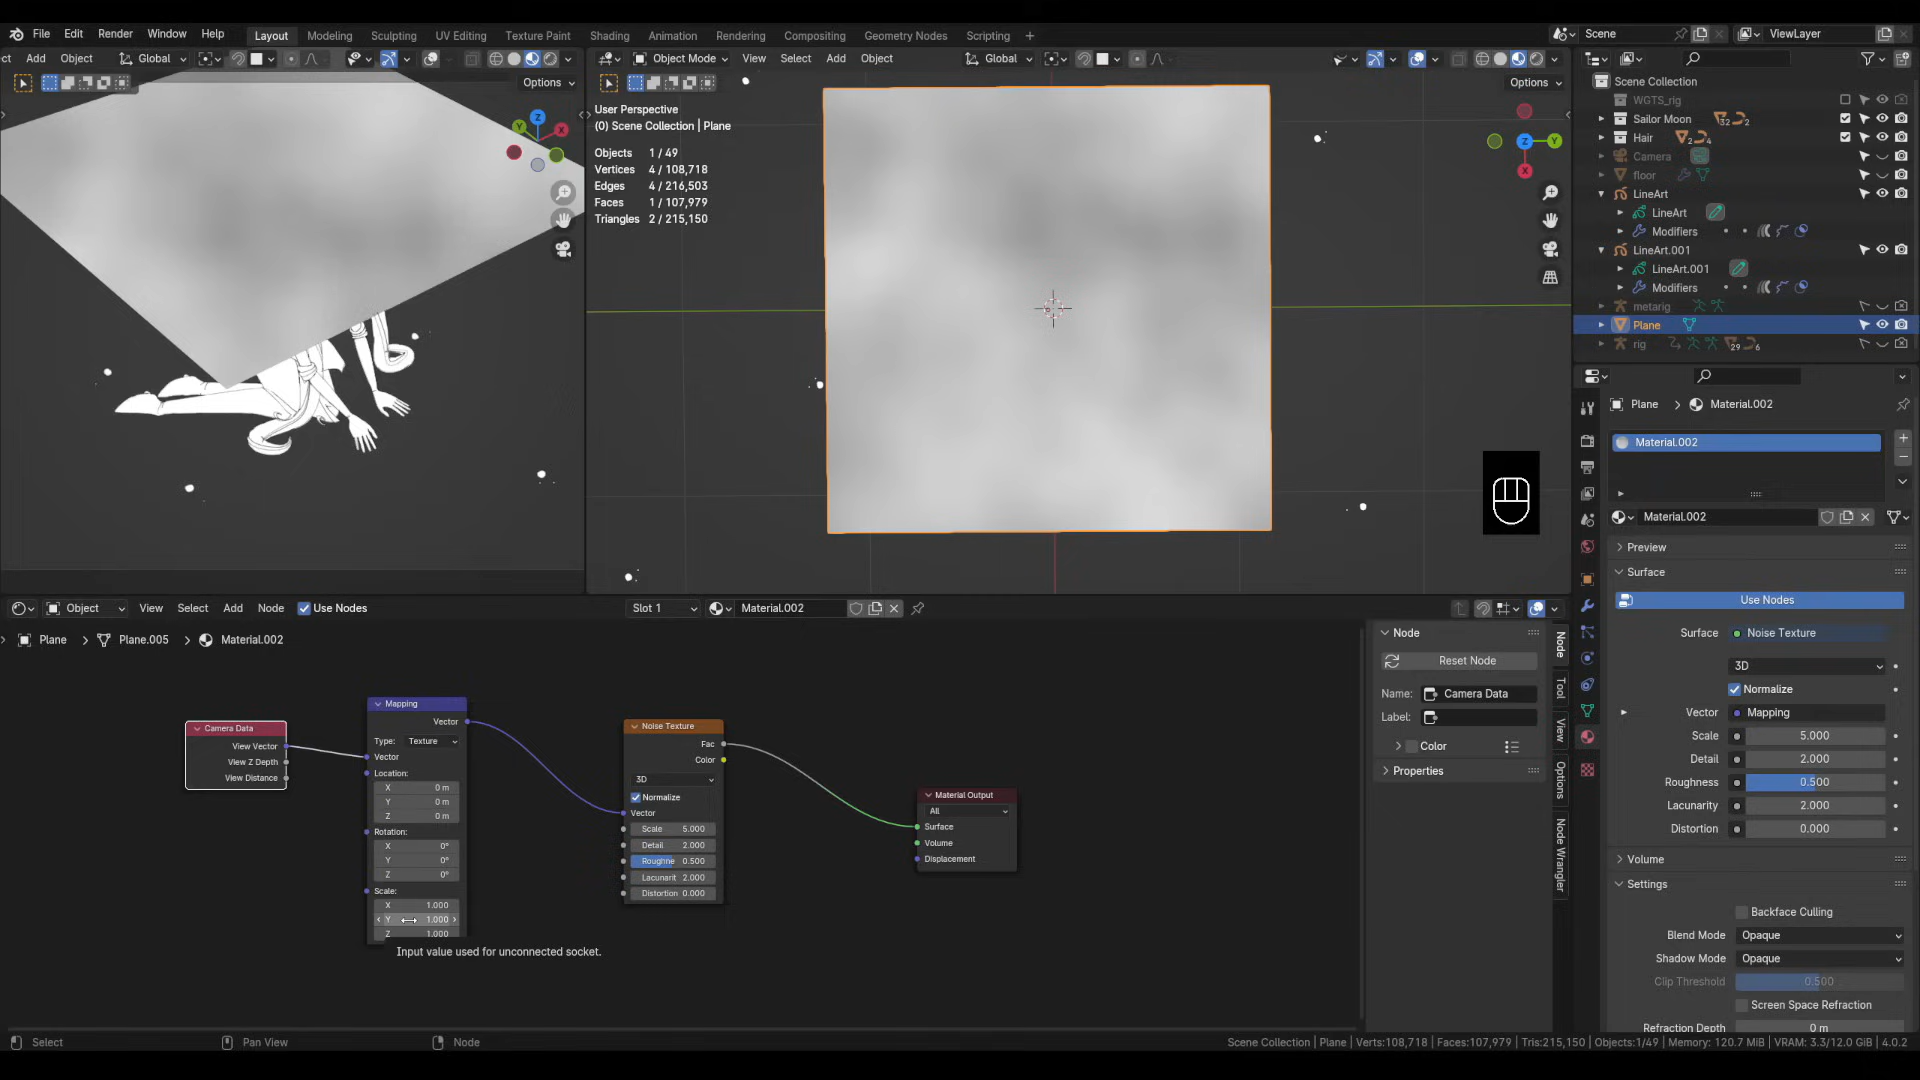 File Edit Render Window Help Layout Modeling Sculpting UV Editing Texture Paint Shading Animation Rendering Compositing Geometry Nodes Scripting + Scene ViewLayer
ct Add Object Global
Object Mode View Select Add Object Global
Options
Options
User Perspective
(0) Scene Collection | Plane
Objects 1 / 49
Vertices 4 / 108,718
Edges 4 / 216,503
Faces 1 / 107,979
Triangles 2 / 215,150
Z
Y
X
Z
Y
X
Scene Collection
WGTS_rig
Sailor Moon 32 2
Hair 2 4
Camera
floor
LineArt
LineArt
Modifiers
LineArt.001
LineArt.001
Modifiers
metarig
Plane
rig 29 6
Plane > Material.002
Material.002
Material.002
Preview
Surface
Use Nodes
Surface Noise Texture
3D
Normalize
Vector Mapping
Scale 5.000
Detail 2.000
Roughness 0.500
Lacunarity 2.000
Distortion 0.000
Volume
Settings
Backface Culling
Blend Mode Opaque
Shadow Mode Opaque
Clip Threshold 0.500
Screen Space Refraction
Refraction Depth 0 m
Object View Select Add Node Use Nodes Slot 1 Material.002
Plane > Plane.005 > Material.002
Camera Data
View Vector
View Z Depth
View Distance
Mapping
Vector
Type: Texture
Vector
Location:
X 0 m
Y 0 m
Z 0 m
Rotation:
X 0°
Y 0°
Z 0°
Scale:
X 1.000
Y 1.000
Z 1.000
Input value used for unconnected socket.
Noise Texture
Fac
Color
3D
Normalize
Vector
Scale 5.000
Detail 2.000
Roughne 0.500
Lacunarit 2.000
Distortion 0.000
Material Output
All
Surface
Volume
Displacement
Node
Reset Node
Name: Camera Data
Label:
Color
Properties
Node
Tool
View
Options
Node Wrangler
Select Pan View Node Scene Collection | Plane | Verts:108,718 | Faces:107,979 | Tris:215,150 | Objects:1/49 | Memory: 120.7 MiB | VRAM: 3.3/12.0 GiB | 4.0.2